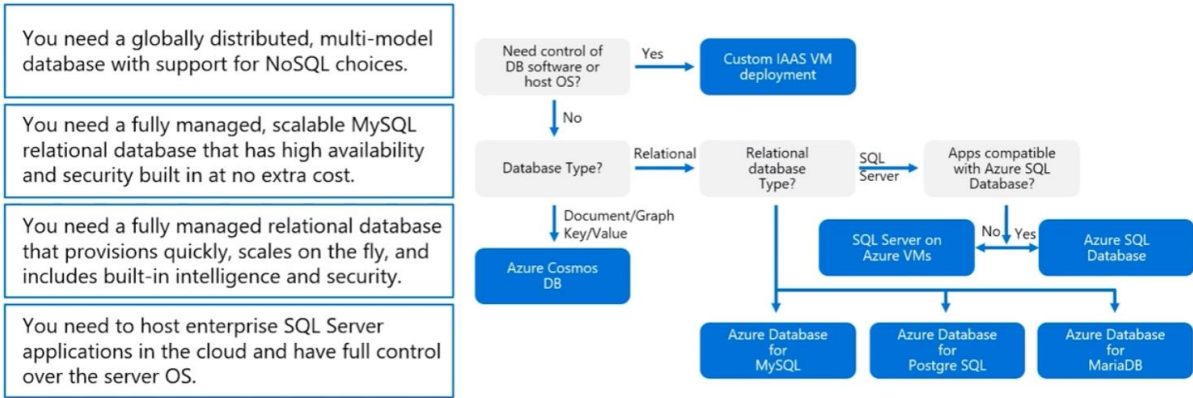 You need a globally distributed, multi-model
database with support for NoSQL choices.
You need a fully managed, scalable MySQL
relational database that has high availability
and security built in at no extra cost.
You need a fully managed relational database
that provisions quickly, scales on the fly, and
includes built-in intelligence and security.
You need to host enterprise SQL Server
applications in the cloud and have full control
over the server OS.
Need control of
DB software or
host OS?
Yes
Custom IAAS VM
deployment
No
Database Type?
Relational
Relational
database
Type?
SQL
Server
Apps compatible
with Azure SQL
Database?
Document/Graph
Key/Value
No
Yes
Azure Cosmos
DB
SQL Server on
Azure VMs
Azure SQL
Database
Azure Database
for
MySQL
Azure Database
for
Postgre SQL
Azure Database
for
MariaDB